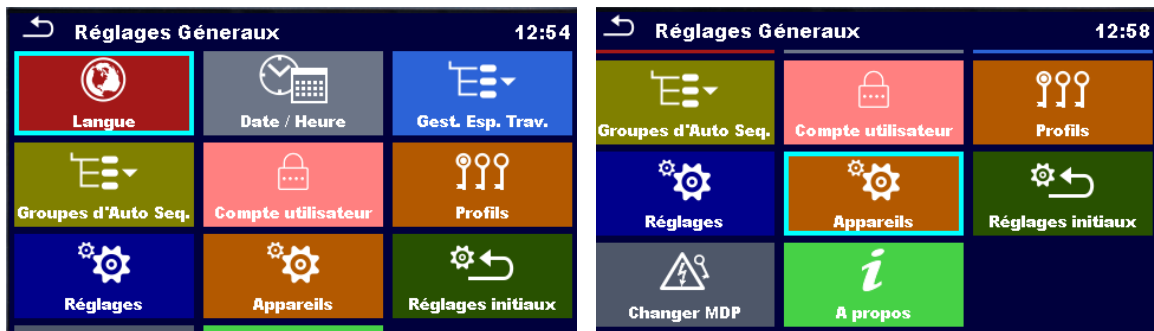 Réglages Géneraux 12:54
Langue Date / Heure Gest. Esp. Trav.
Groupes d'Auto Seq. Compte utilisateur Profils
Réglages Appareils Réglages initiaux
Réglages Géneraux 12:58
Groupes d'Auto Seq. Compte utilisateur Profils
Réglages Appareils Réglages initiaux
Changer MDP A propos